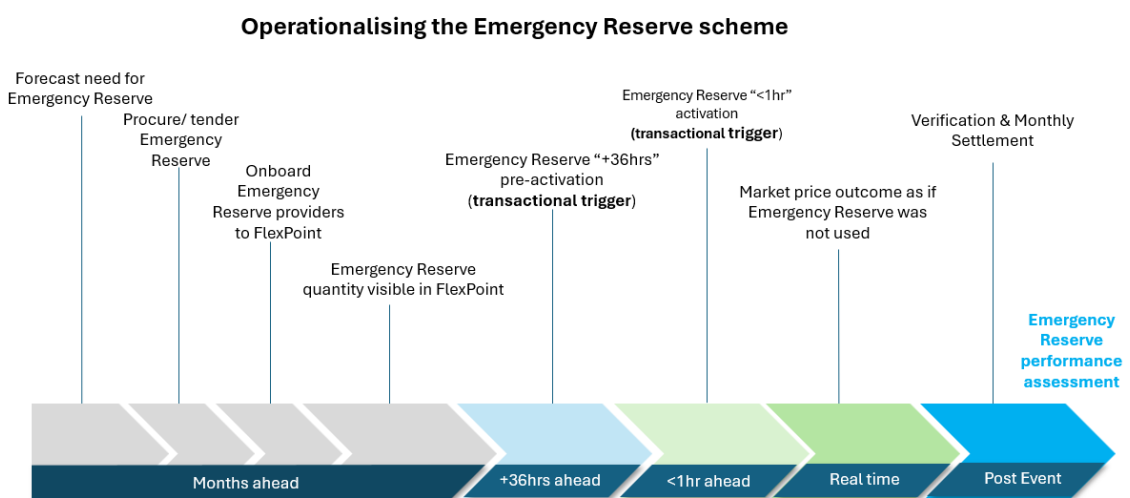 Operationalising the Emergency Reserve scheme
Forecast need for
Emergency Reserve
Procure/ tender
Emergency
Reserve
Onboard
Emergency
Reserve providers
to FlexPoint
Emergency Reserve
quantity visible in FlexPoint
Emergency Reserve “+36hrs”
pre-activation
(transactional trigger)
Emergency Reserve “<1hr”
activation
(transactional trigger)
Market price outcome as if
Emergency Reserve was
not used
Verification & Monthly
Settlement
Emergency
Reserve
performance
assessment
Months ahead
+36hrs ahead
<1hr ahead
Real time
Post Event